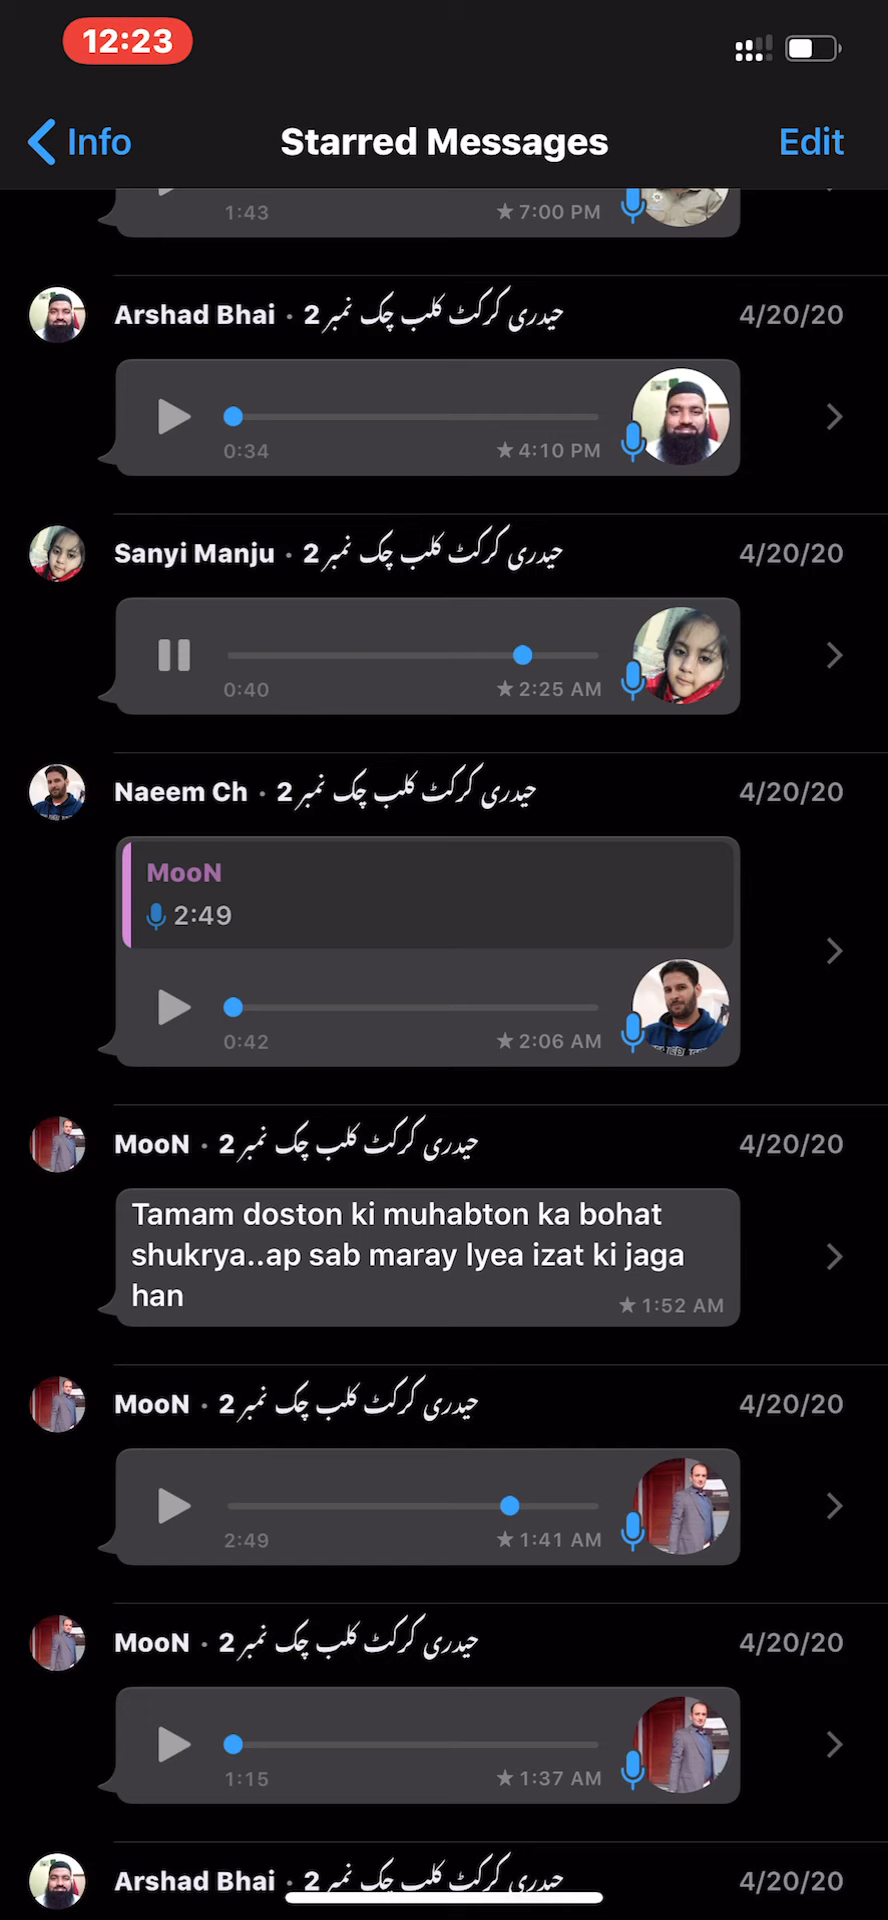 12:23
Info
Starred Messages
Edit
1:43
★ 7:00 PM
Arshad Bhai · حیدری کرکٹ کلب چک نمبر 2
4/20/20
0:34
★ 4:10 PM
Sanyi Manju · حیدری کرکٹ کلب چک نمبر 2
4/20/20
0:40
★ 2:25 AM
Naeem Ch · حیدری کرکٹ کلب چک نمبر 2
4/20/20
MooN
2:49
0:42
★ 2:06 AM
MooN · حیدری کرکٹ کلب چک نمبر 2
4/20/20
Tamam doston ki muhabton ka bohat
shukrya..ap sab maray lyea izat ki jaga
han
★ 1:52 AM
MooN · حیدری کرکٹ کلب چک نمبر 2
4/20/20
2:49
★ 1:41 AM
MooN · حیدری کرکٹ کلب چک نمبر 2
4/20/20
1:15
★ 1:37 AM
Arshad Bhai · حیدری کرکٹ کلب چک نمبر 2
4/20/20